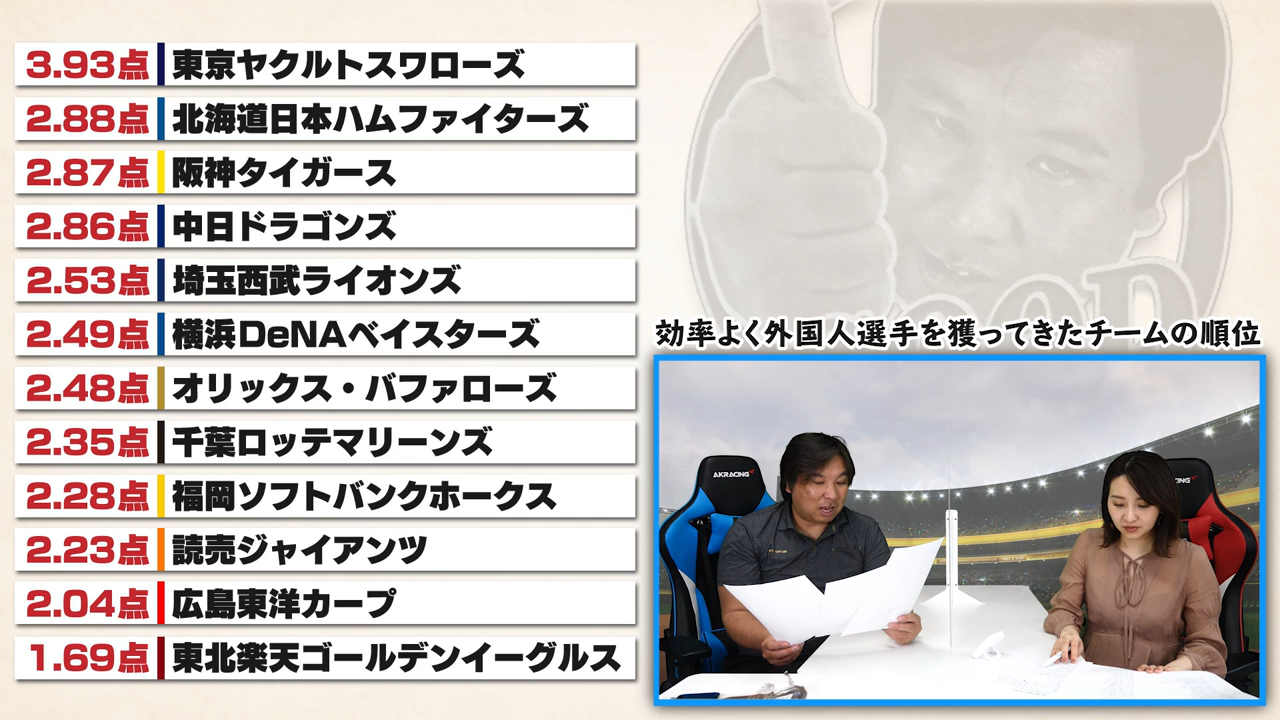 3.93点 東京ヤクルトスワローズ
2.88点 北海道日本ハムファイターズ
2.87点 阪神タイガース
2.86点 中日ドラゴンズ
2.53点 埼玉西武ライオンズ
2.49点 横浜DeNAベイスターズ
2.48点 オリックス・バファローズ
2.35点 千葉ロッテマリーンズ
2.28点 福岡ソフトバンクホークス
2.23点 読売ジャイアンツ
2.04点 広島東洋カープ
1.69点 東北楽天ゴールデンイーグルス
効率よく外国人選手を獲ってきたチームの順位
AKRACING